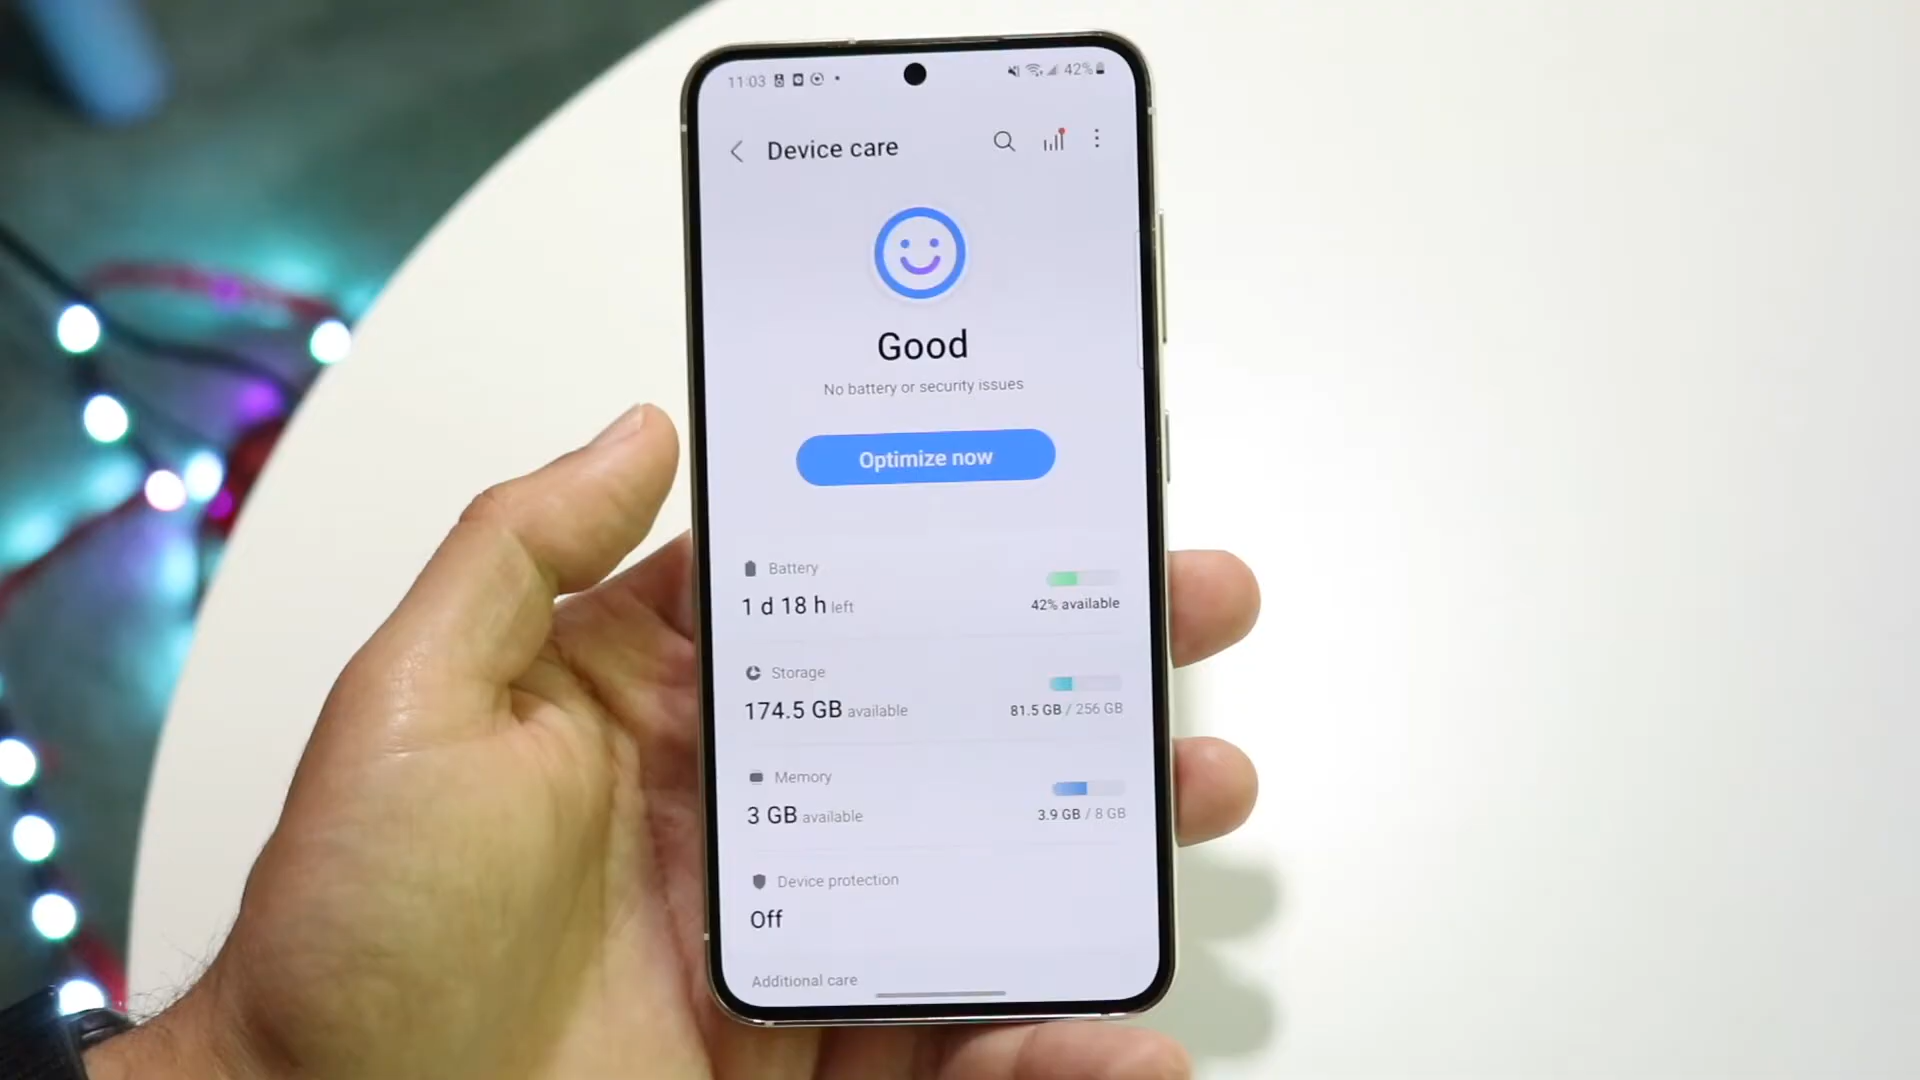 11:03 42%
Device care
Good
No battery or security issues
Optimize now
Battery
1 d 18 h left 42% available
Storage
174.5 GB available 81.5 GB / 256 GB
Memory
3 GB available 3.9 GB / 8 GB
Device protection
Off
Additional care